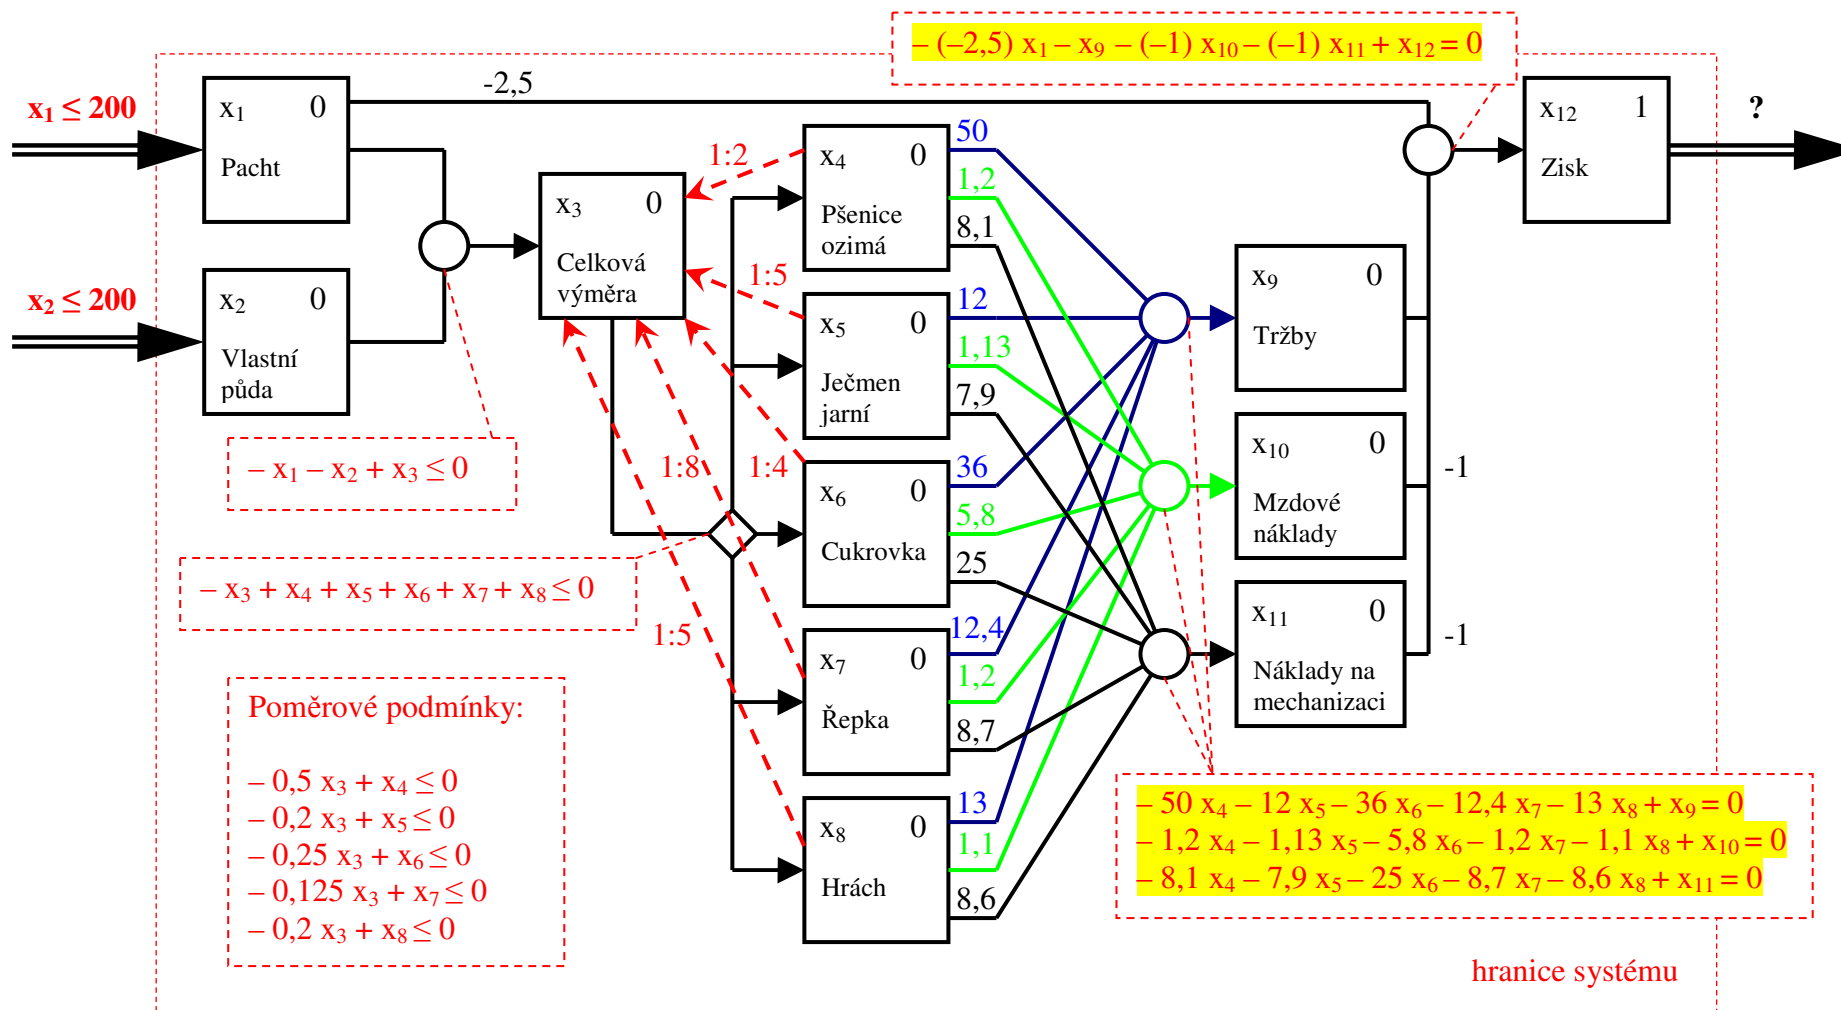 – (–2,5) x₁ – x₉ – (–1) x₁₀ – (–1) x₁₁ + x₁₂ = 0
x₁ ≤ 200
x₁ 0
Pacht
-2,5
x₁₂ 1
Zisk
?
x₂ ≤ 200
x₂ 0
Vlastní
půda
x₃ 0
Celková
výměra
1:2
1:5
1:4
1:8
1:5
x₄ 0
Pšenice
ozimá
50
1,2
8,1
x₅ 0
Ječmen
jarní
12
1,13
7,9
x₆ 0
Cukrovka
36
5,8
25
x₇ 0
Řepka
12,4
1,2
8,7
x₈ 0
Hrách
13
1,1
8,6
x₉ 0
Tržby
x₁₀ 0
Mzdové
náklady
-1
x₁₁ 0
Náklady na
mechanizaci
-1
– x₁ – x₂ + x₃ ≤ 0
– x₃ + x₄ + x₅ + x₆ + x₇ + x₈ ≤ 0
Poměrové podmínky:
– 0,5 x₃ + x₄ ≤ 0
– 0,2 x₃ + x₅ ≤ 0
– 0,25 x₃ + x₆ ≤ 0
– 0,125 x₃ + x₇ ≤ 0
– 0,2 x₃ + x₈ ≤ 0
– 50 x₄ – 12 x₅ – 36 x₆ – 12,4 x₇ – 13 x₈ + x₉ = 0
– 1,2 x₄ – 1,13 x₅ – 5,8 x₆ – 1,2 x₇ – 1,1 x₈ + x₁₀ = 0
– 8,1 x₄ – 7,9 x₅ – 25 x₆ – 8,7 x₇ – 8,6 x₈ + x₁₁ = 0
hranice systému